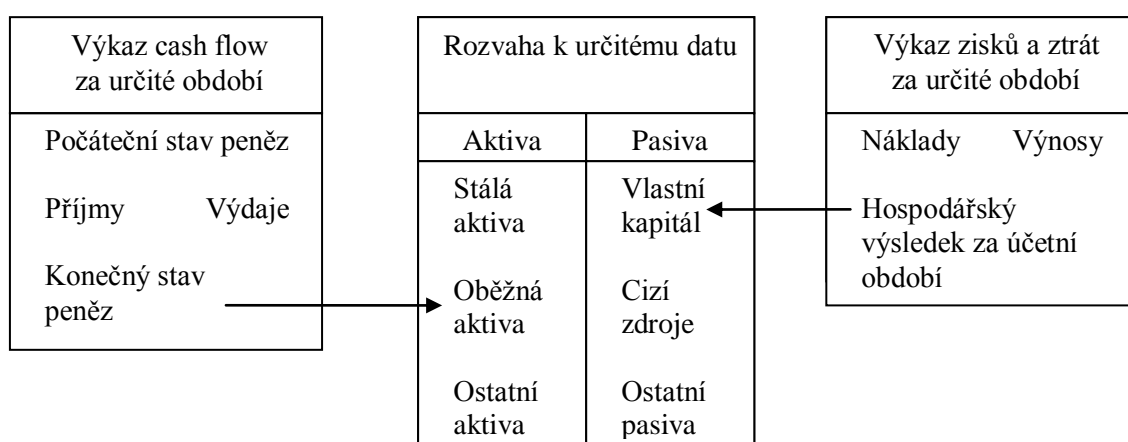 Výkaz cash flow
za určité období
Počáteční stav peněz
Příjmy Výdaje
Konečný stav
peněz
Rozvaha k určitému datu
Aktiva Pasiva
Stálá
aktiva
Vlastní
kapitál
Oběžná
aktiva
Cizí
zdroje
Ostatní
aktiva
Ostatní
pasiva
Výkaz zisků a ztrát
za určité období
Náklady Výnosy
Hospodářský
výsledek za účetní
období